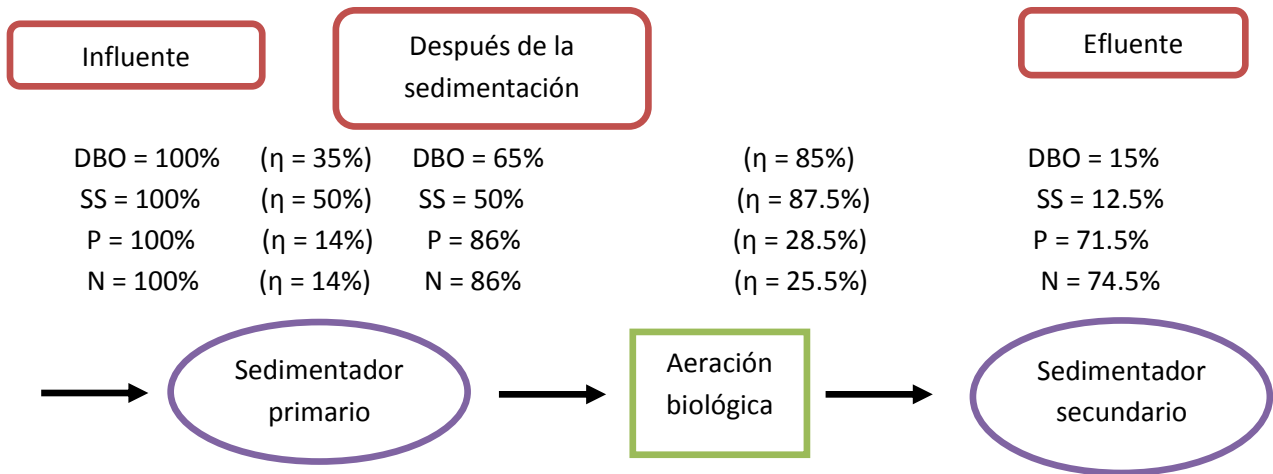 Influente
Después de la
sedimentación
Efluente
DBO = 100% (η = 35%) DBO = 65% (η = 85%) DBO = 15%
SS = 100% (η = 50%) SS = 50% (η = 87.5%) SS = 12.5%
P = 100% (η = 14%) P = 86% (η = 28.5%) P = 71.5%
N = 100% (η = 14%) N = 86% (η = 25.5%) N = 74.5%
Sedimentador
primario
Aeración
biológica
Sedimentador
secundario